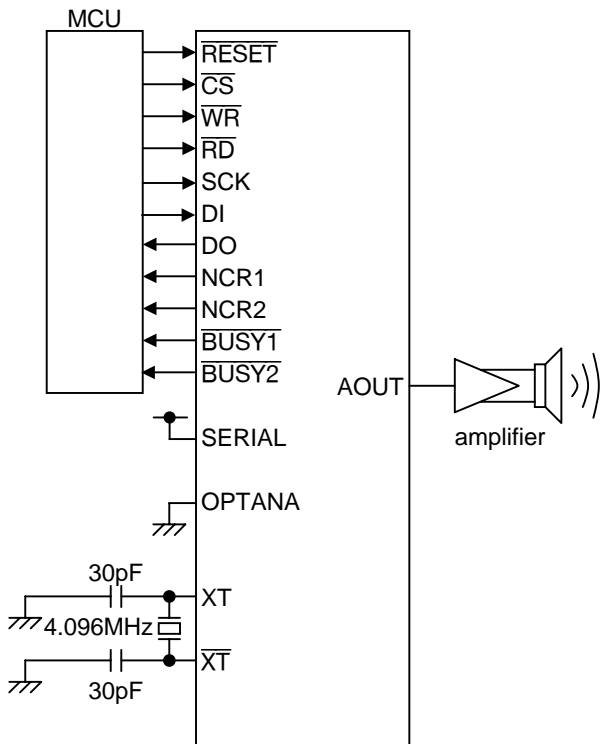 MCU
RESET
CS
WR
RD
SCK
DI
DO
NCR1
NCR2
BUSY1
BUSY2
AOUT
amplifier
SERIAL
OPTANA
30pF
XT
4.096MHz
XT
30pF